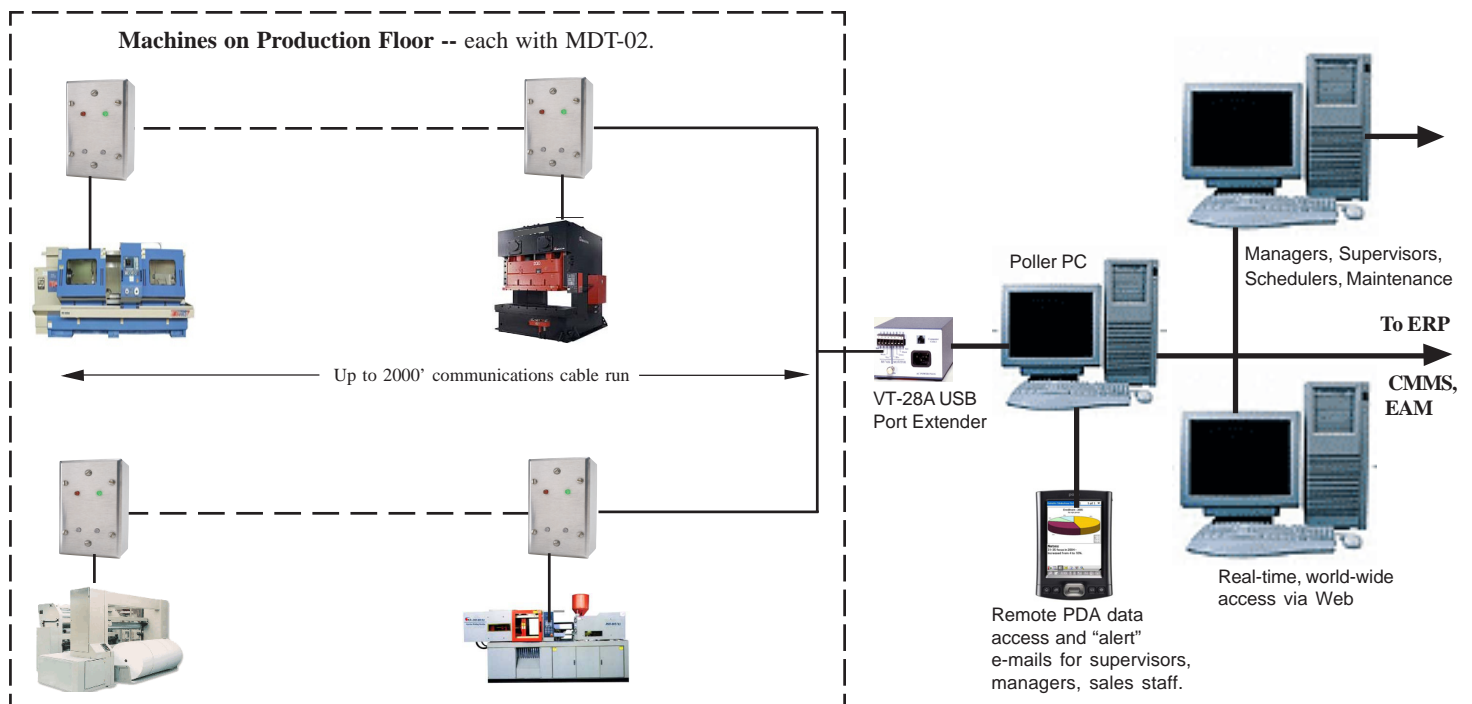 Machines on Production Floor -- each with MDT-02.
Up to 2000’ communications cable run
VT-28A USB
Port Extender
Poller PC
Managers, Supervisors,
Schedulers, Maintenance
To ERP
CMMS,
EAM
Real-time, world-wide
access via Web
Remote PDA data
access and “alert”
e-mails for supervisors,
managers, sales staff.